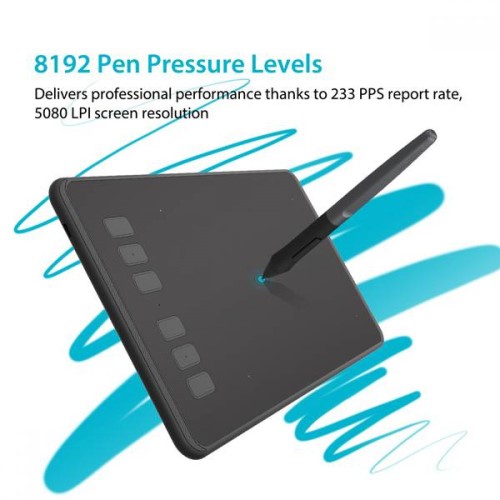 8192 Pen Pressure Levels
Delivers professional performance thanks to 233 PPS report rate,
5080 LPI screen resolution